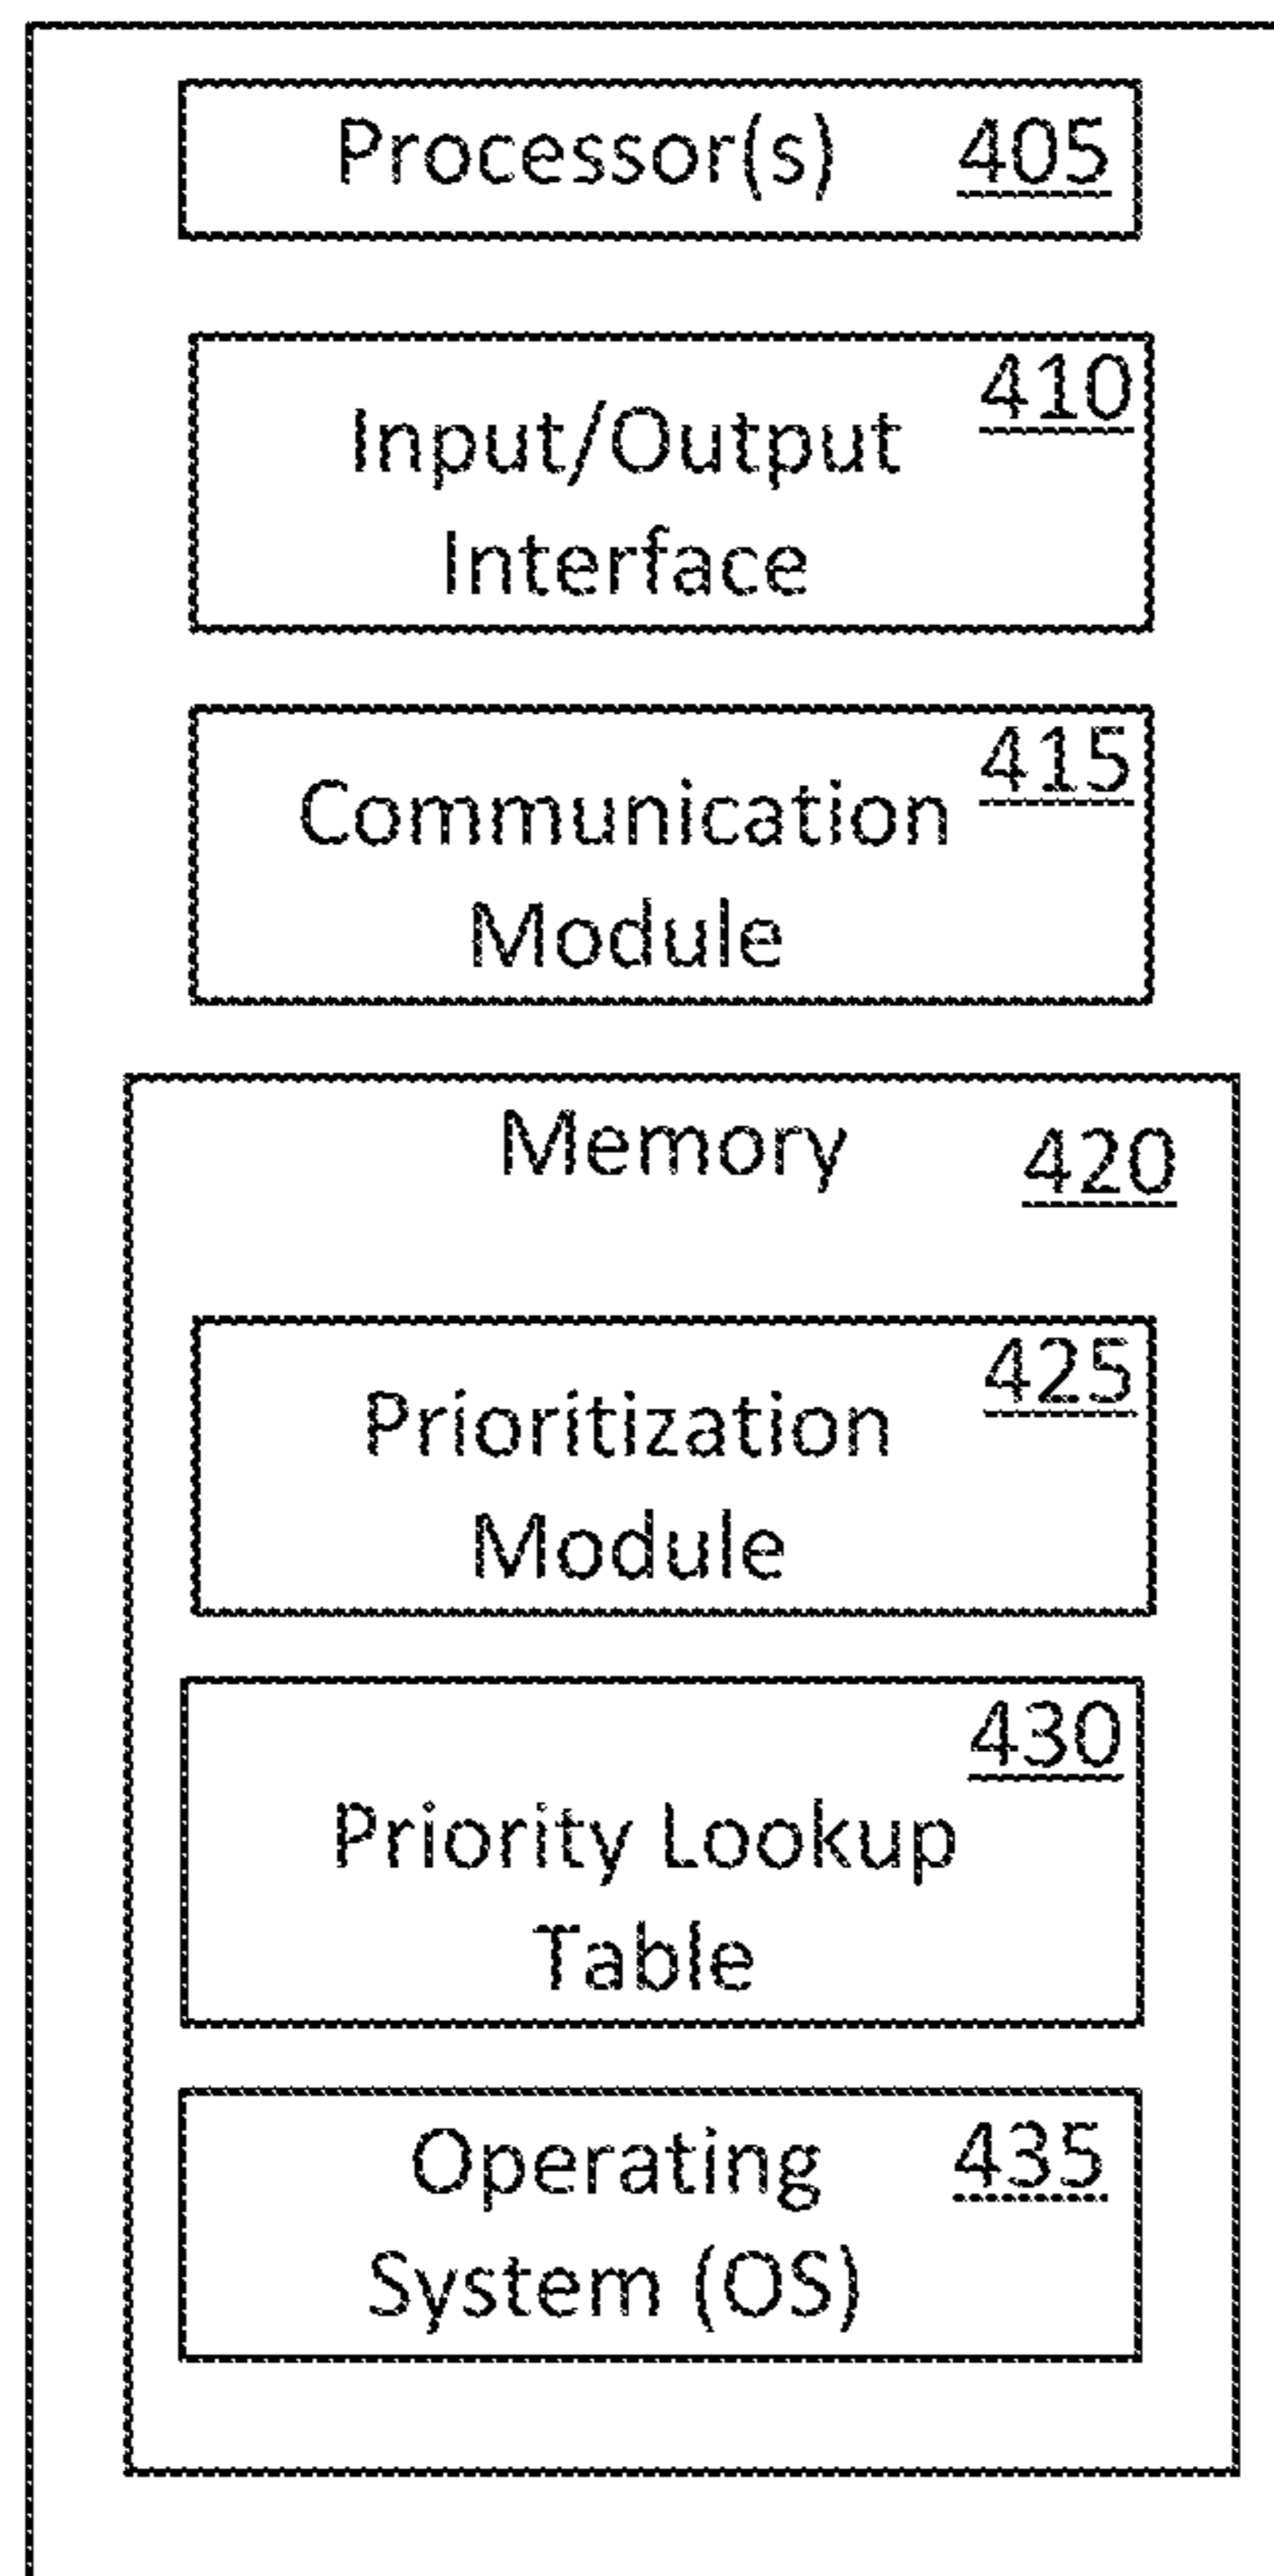 Processor(s) 405
410
Input/Output
Interface
415
Communication
Module
Memory 420
425
Prioritization
Module
430
Priority Lookup
Table
Operating 435
System (OS)